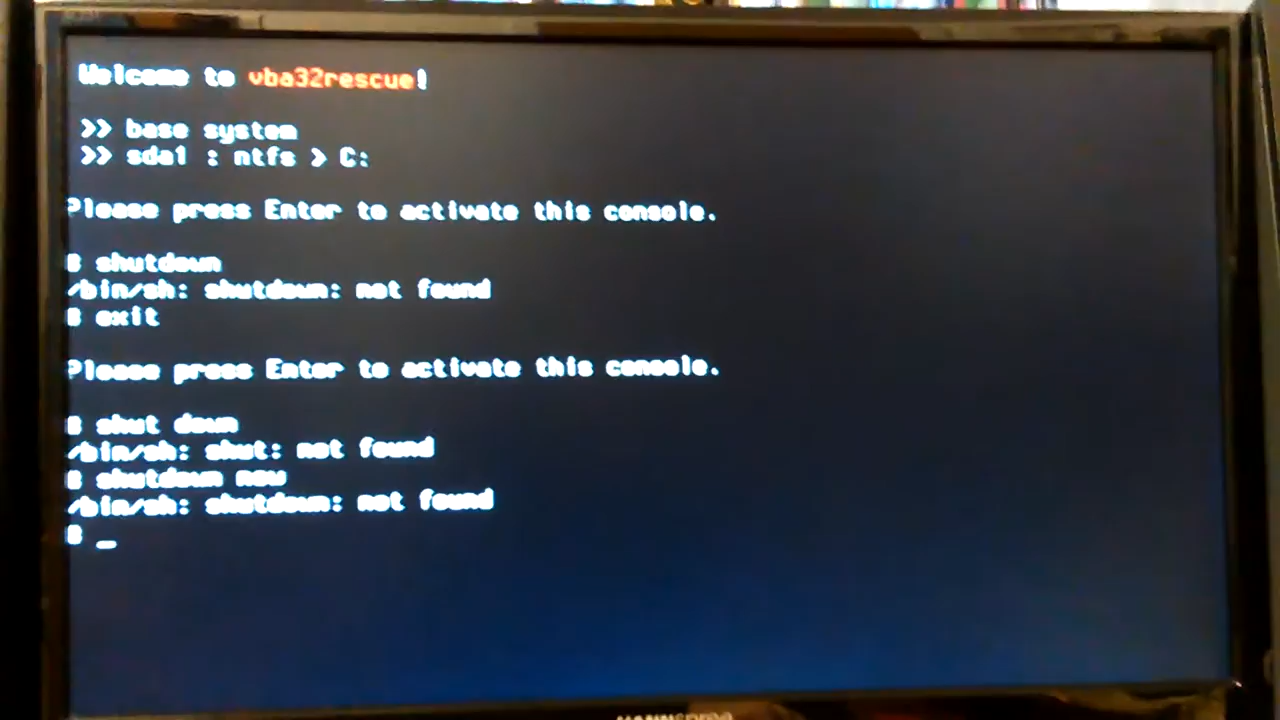 Welcome to vba32rescue!
>> base system
>> sda1 : ntfs > C:
Please press Enter to activate this console.
# shutdown
/bin/sh: shutdown: not found
# exit
Please press Enter to activate this console.
# shut down
/bin/sh: shut: not found
# shutdown now
/bin/sh: shutdown: not found
# _